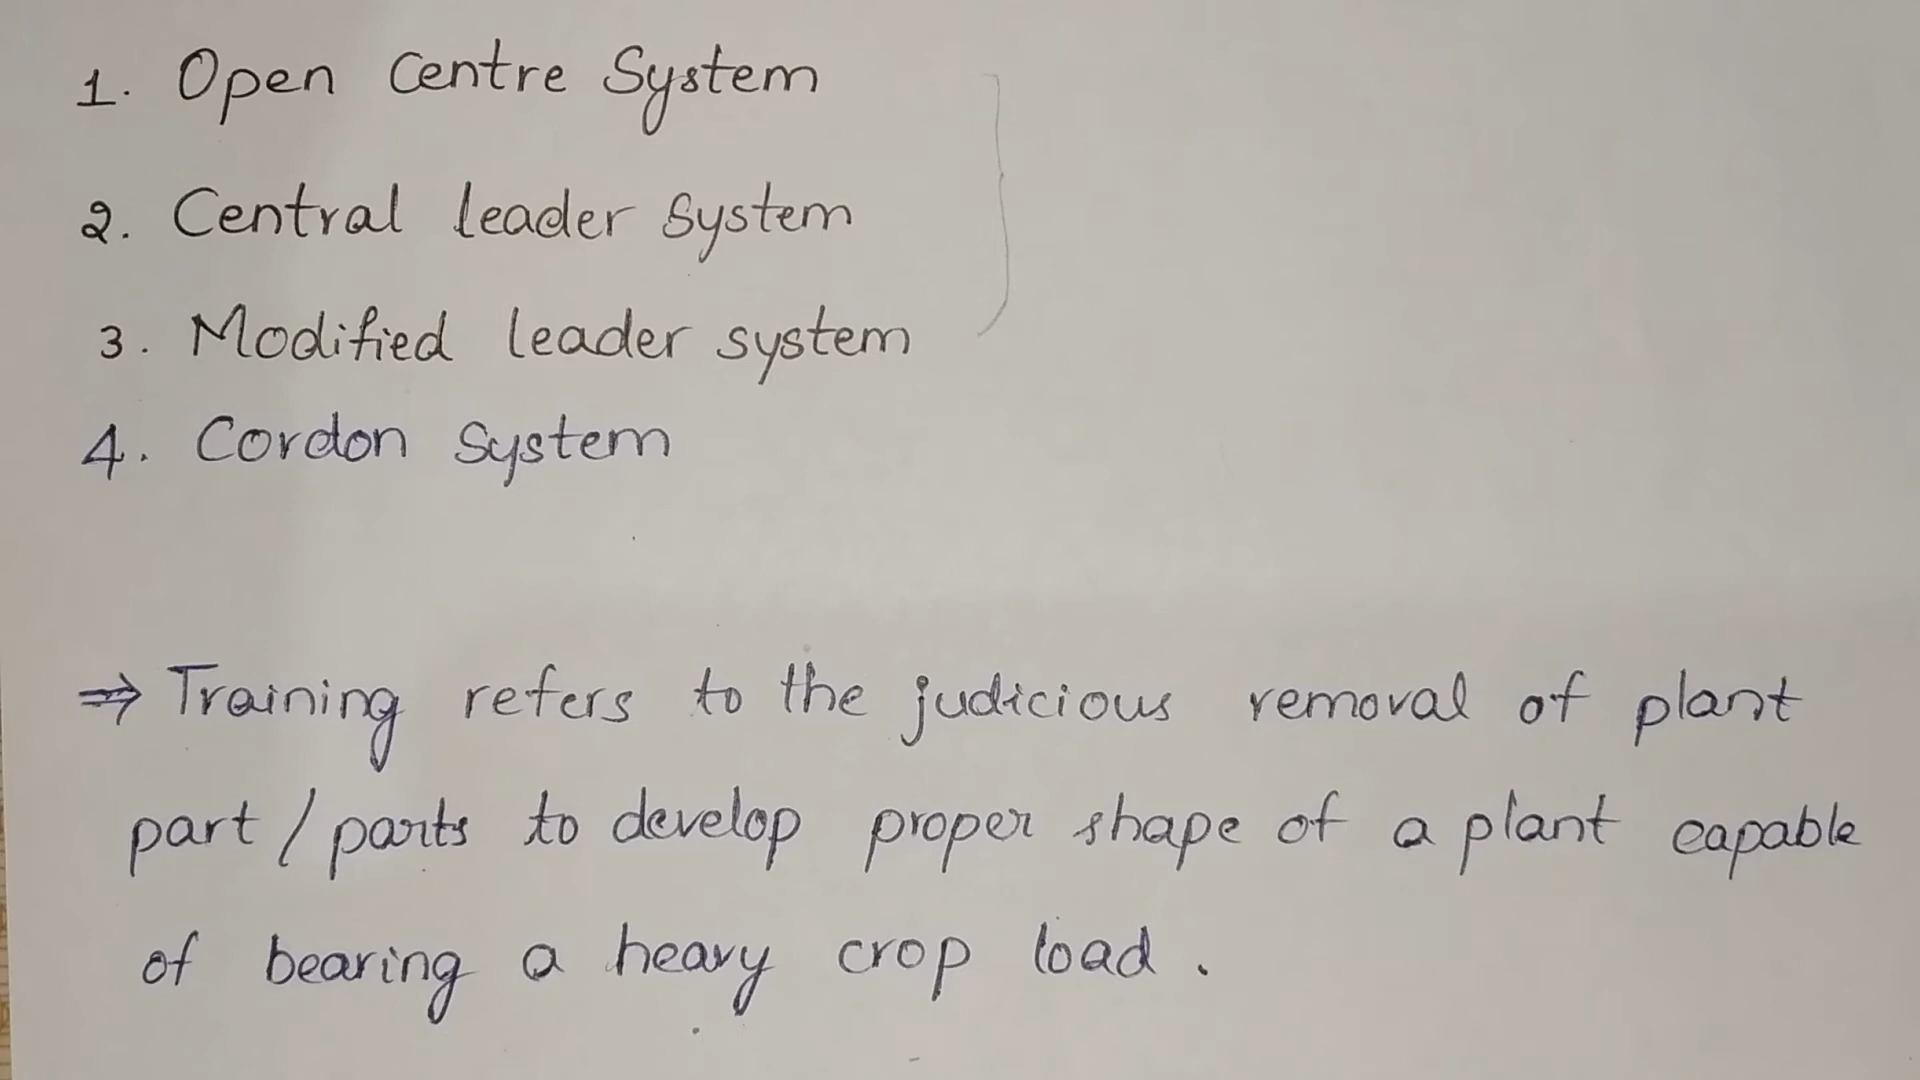 1. Open Centre System
2. Central leader System
3. Modified leader system
4. Cordon System
⇒ Training refers to the judicious removal of plant
part / parts to develop proper shape of a plant capable
of bearing a heavy crop load.